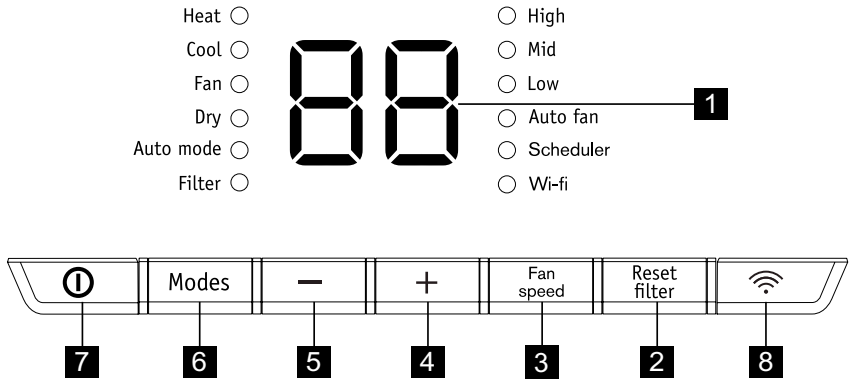 Heat
High
Cool
Mid
Fan
Low
Dry
Auto fan
Auto mode
Scheduler
Filter
Wi-fi
88
1
Modes
−
+
Fan
speed
Reset
filter
7
6
5
4
3
2
8